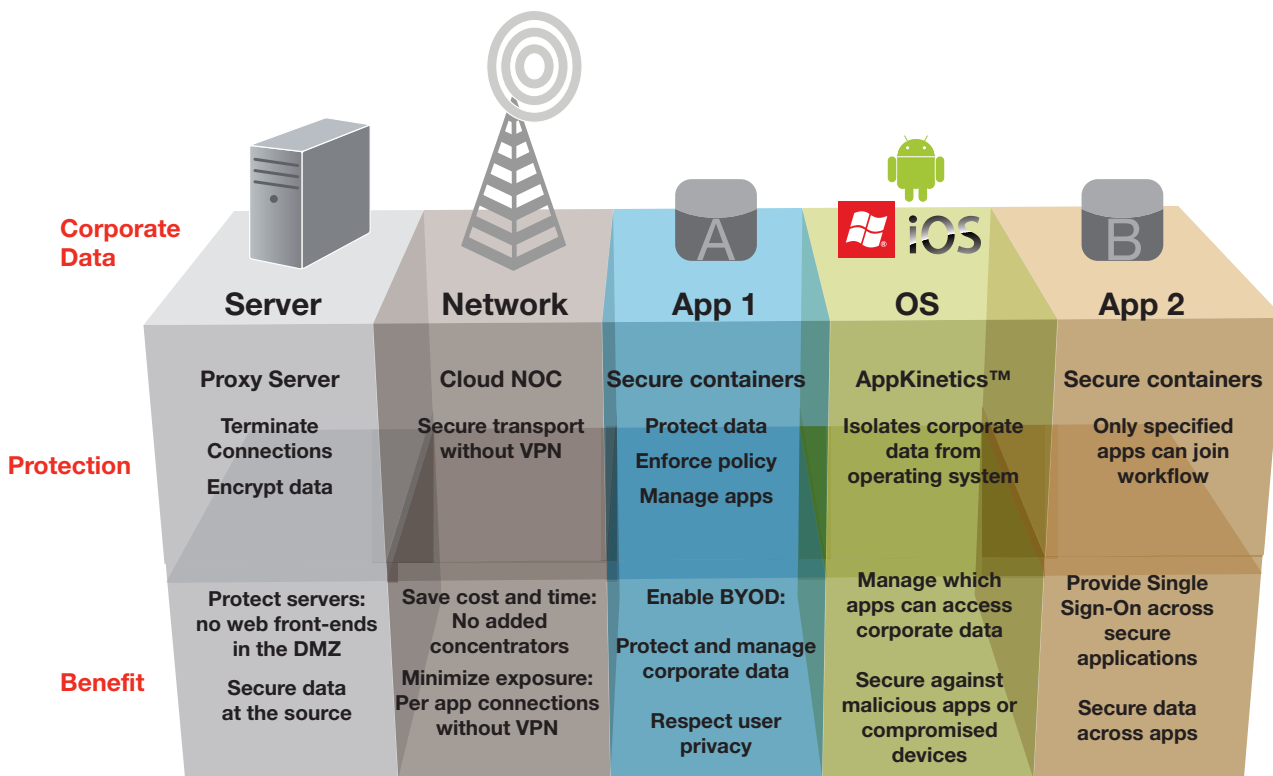 Corporate
Data
A
iOS
®
B
Server
Network
App 1
OS
App 2
Protection
Proxy Server
Terminate
Connections
Encrypt data
Cloud NOC
Secure transport
without VPN
Secure containers
Protect data
Enforce policy
Manage apps
AppKinetics™
Isolates corporate
data from
operating system
Secure containers
Only specified
apps can join
workflow
Benefit
Protect servers:
no web front-ends
in the DMZ
Secure data
at the source
Save cost and time:
No added
concentrators
Minimize exposure:
Per app connections
without VPN
Enable BYOD:
Protect and manage
corporate data
Respect user
privacy
Manage which
apps can access
corporate data
Secure against
malicious apps or
compromised
devices
Provide Single
Sign-On across
secure
applications
Secure data
across apps